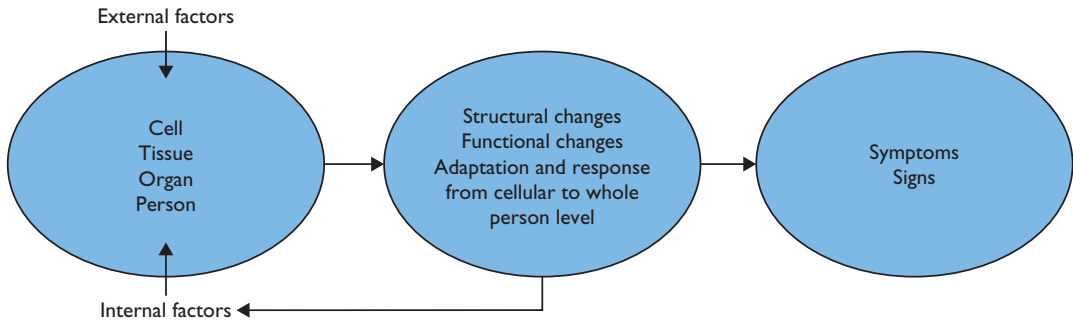 External factors
Cell
Tissue
Organ
Person
Internal factors
Structural changes
Functional changes
Adaptation and response
from cellular to whole
person level
Symptoms
Signs